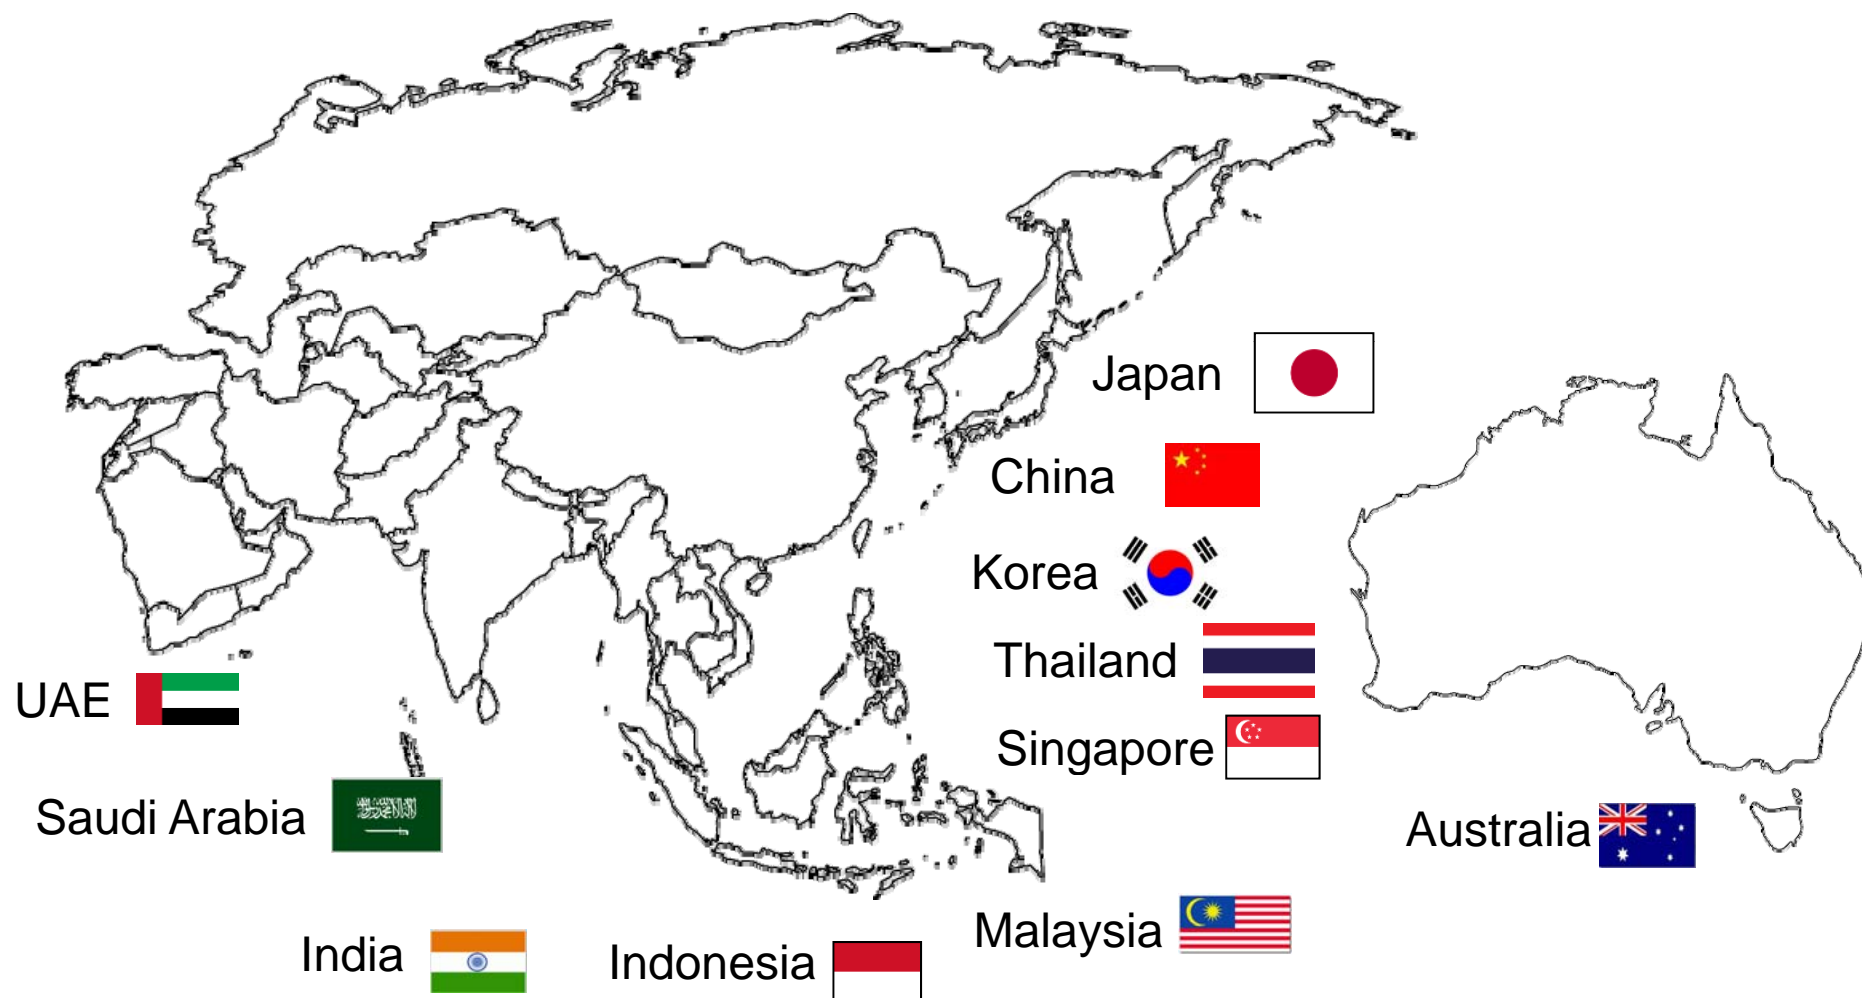 Japan
China
Korea
Thailand
UAE
Singapore
Saudi Arabia
Australia
Malaysia
India
Indonesia